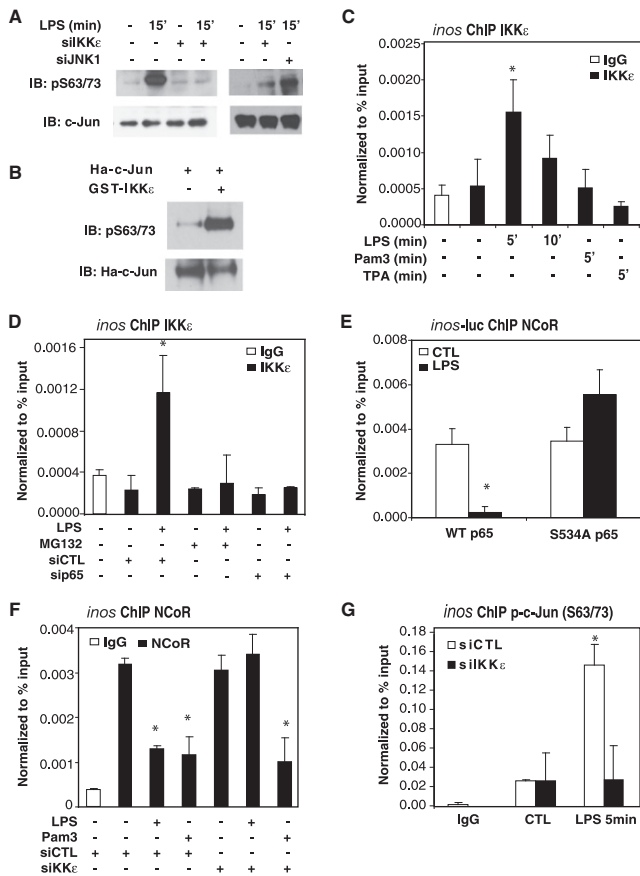 A
LPS (min) - 15' - 15' - 15' 15'
siIKKε - - + + - + -
siJNK1 - - +
IB: pS63/73
IB: c-Jun
B
Ha-c-Jun + +
GST-IKKε - +
IB: pS63/73
IB: Ha-c-Jun
C
inos ChIP IKKε
IgG
IKKε
Normalized to % input
0.0025
0.0020
0.0015
0.0010
0.0005
0.0000
*
LPS (min) - - 5' 10' - -
Pam3 (min) - - - - 5' -
TPA (min) - - - - - 5'
D
inos ChIP IKKε
IgG
IKKε
Normalized to % input
0.0016
0.0012
0.0008
0.0004
0.0000
*
LPS - - + - + - +
MG132 - - - + + - -
siCTL - + + - - - -
sip65 - - - - - + +
E
inos-luc ChIP NCoR
CTL
LPS
Normalized to % input
0.008
0.006
0.004
0.002
0.000
*
WT p65 S534A p65
F
inos ChIP NCoR
IgG NCoR
Normalized to % input
0.004
0.003
0.002
0.001
0
* * *
LPS - - + - - + -
Pam3 - - - + - - +
siCTL + + + + - - -
siKKε - - - - + + +
G
inos ChIP p-c-Jun (S63/73)
siCTL
siIKKε
Normalized to % input
0.18
0.16
0.14
0.12
0.10
0.08
0.06
0.04
0.02
0.00
*
IgG CTL LPS 5min